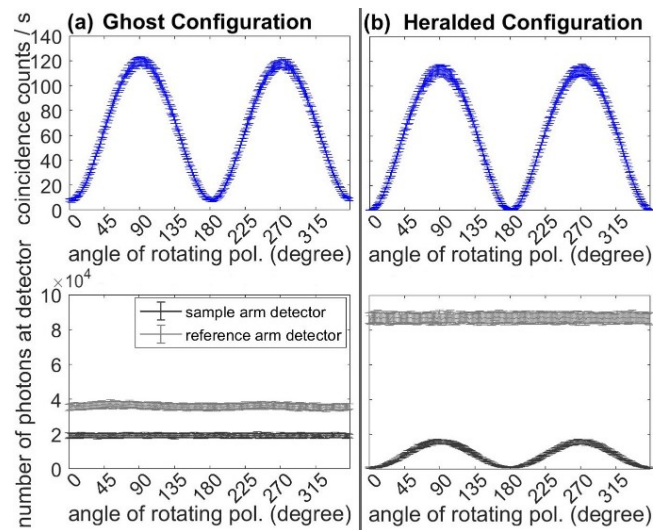 (a) Ghost Configuration
(b) Heralded Configuration
coincidence counts / s
140
120
100
80
60
40
20
0
0 45 90 135 180 225 270 315
angle of rotating pol. (degree)
0 45 90 135 180 225 270 315
angle of rotating pol. (degree)
number of photons at detector
×10⁴
10
8
6
4
2
0
sample arm detector
reference arm detector
0 45 90 135 180 225 270 315
angle of rotating pol. (degree)
0 45 90 135 180 225 270 315
angle of rotating pol. (degree)